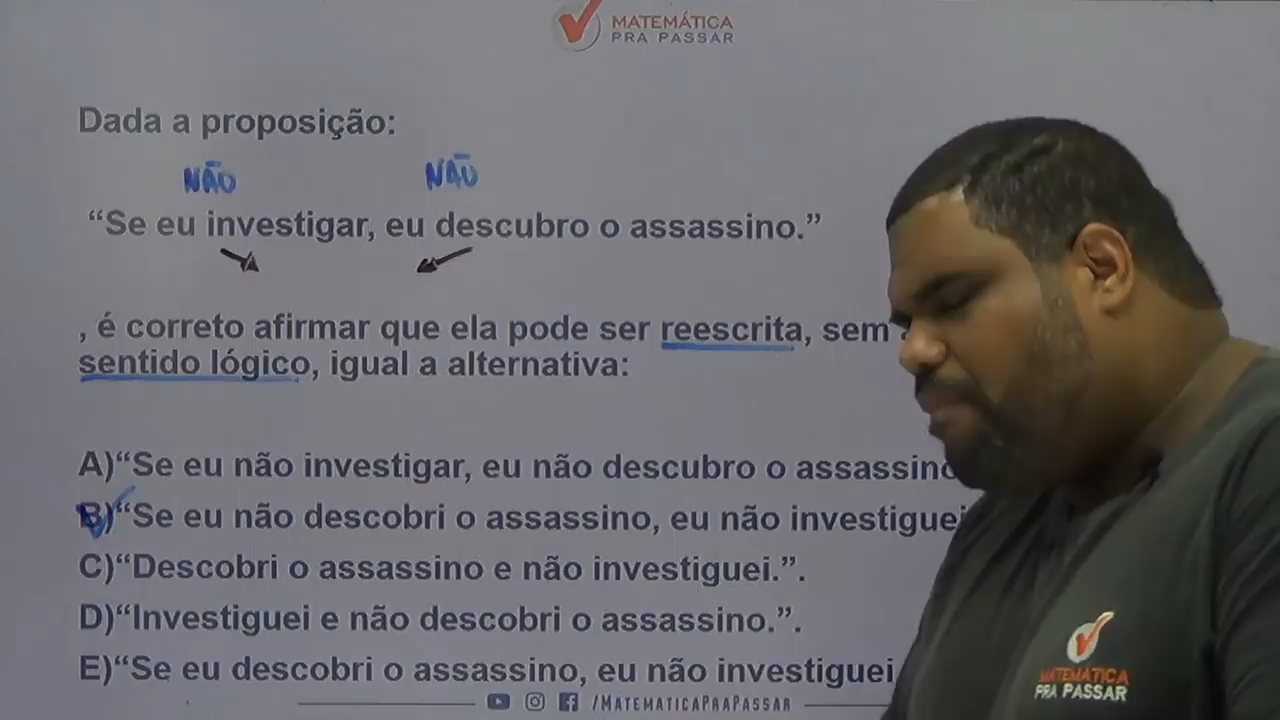 MATEMÁTICA
PRA PASSAR
Dada a proposição:
NÃO NÃO
“Se eu investigar, eu descubro o assassino.”
, é correto afirmar que ela pode ser reescrita, sem
sentido lógico, igual a alternativa:
A)“Se eu não investigar, eu não descubro o assassino
B)“Se eu não descobri o assassino, eu não investiguei
C)“Descobri o assassino e não investiguei.”.
D)“Investiguei e não descobri o assassino.”.
E)“Se eu descobri o assassino, eu não investiguei
/MATEMATICAPRAPASSAR
MATEMÁTICA
PRA PASSAR